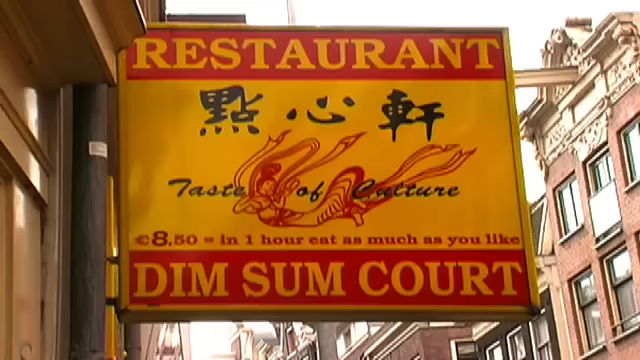 RESTAURANT
點心軒
Taste of Culture
€8.50 = in 1 hour eat as much as you like
DIM SUM COURT